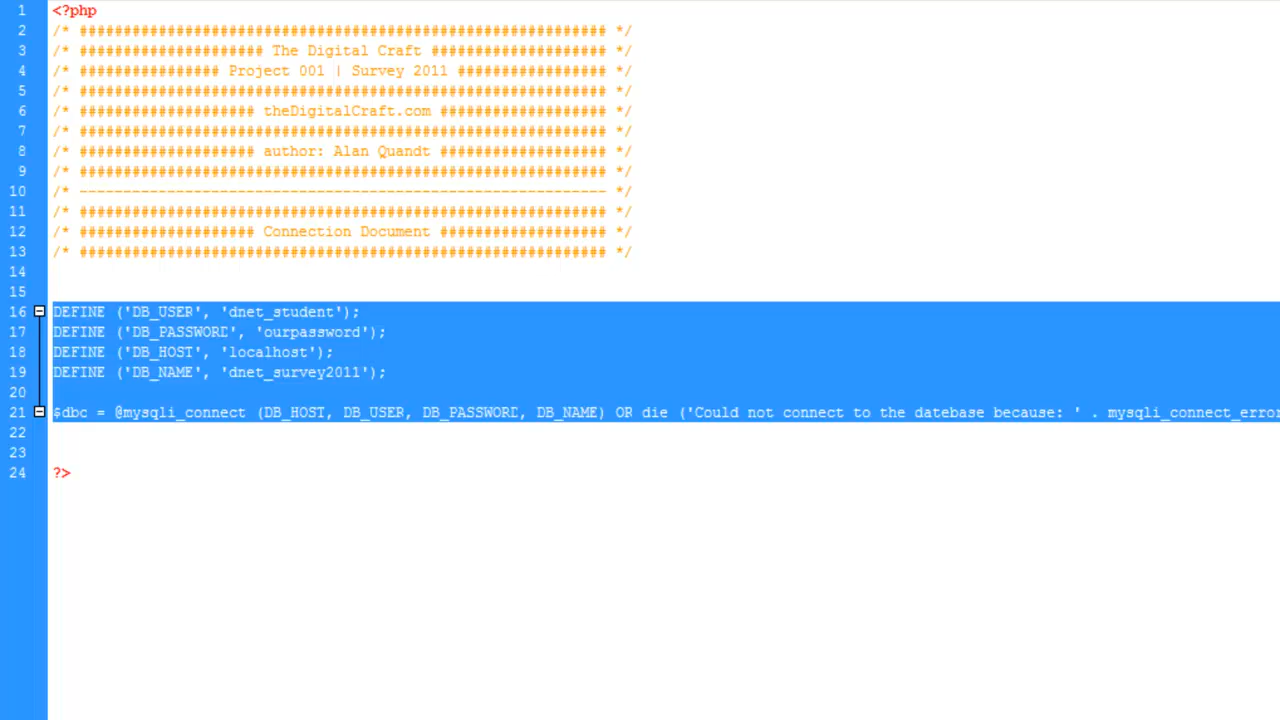 1 <?php
2 /* ############################################################ */
3 /* ##################### The Digital Craft #################### */
4 /* ################ Project 001 | Survey 2011 ################# */
5 /* ############################################################ */
6 /* #################### theDigitalCraft.com ################### */
7 /* ############################################################ */
8 /* #################### author: Alan Quandt ################### */
9 /* ############################################################ */
10 /* ------------------------------------------------------------ */
11 /* ############################################################ */
12 /* #################### Connection Document ################### */
13 /* ############################################################ */
14
15
16 DEFINE ('DB_USER', 'dnet_student');
17 DEFINE ('DB_PASSWORD', 'ourpassword');
18 DEFINE ('DB_HOST', 'localhost');
19 DEFINE ('DB_NAME', 'dnet_survey2011');
20
21 $dbc = @mysqli_connect (DB_HOST, DB_USER, DB_PASSWORD, DB_NAME) OR die ('Could not connect to the datebase because: ' . mysqli_connect_error
22
23
24 ?>